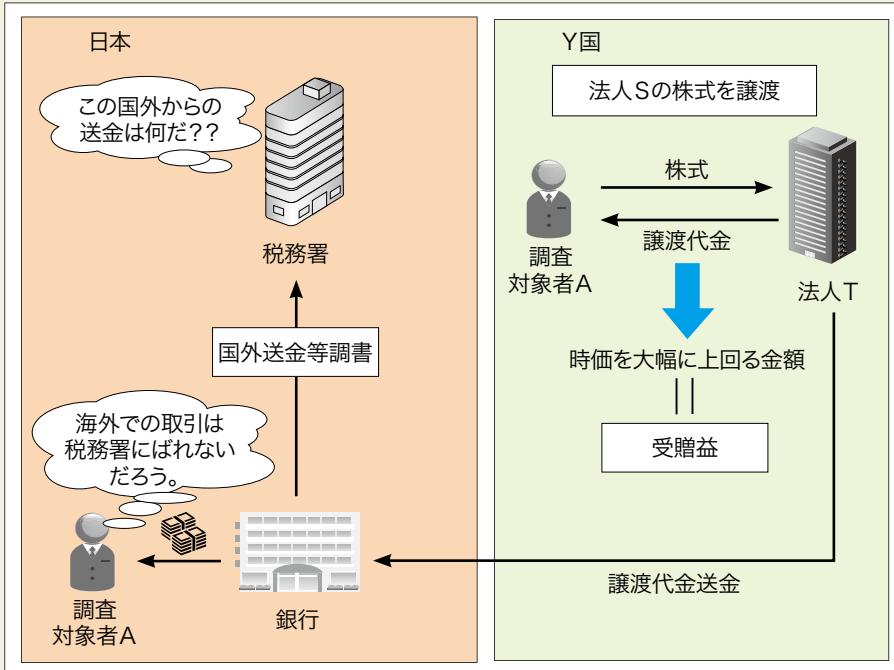 日本
この国外からの
送金は何だ??
税務署
国外送金等調書
海外での取引は
税務署にばれない
だろう。
調査
対象者A
銀行
Y国
法人Sの株式を譲渡
株式
譲渡代金
調査
対象者A
法人T
時価を大幅に上回る金額
受贈益
譲渡代金送金